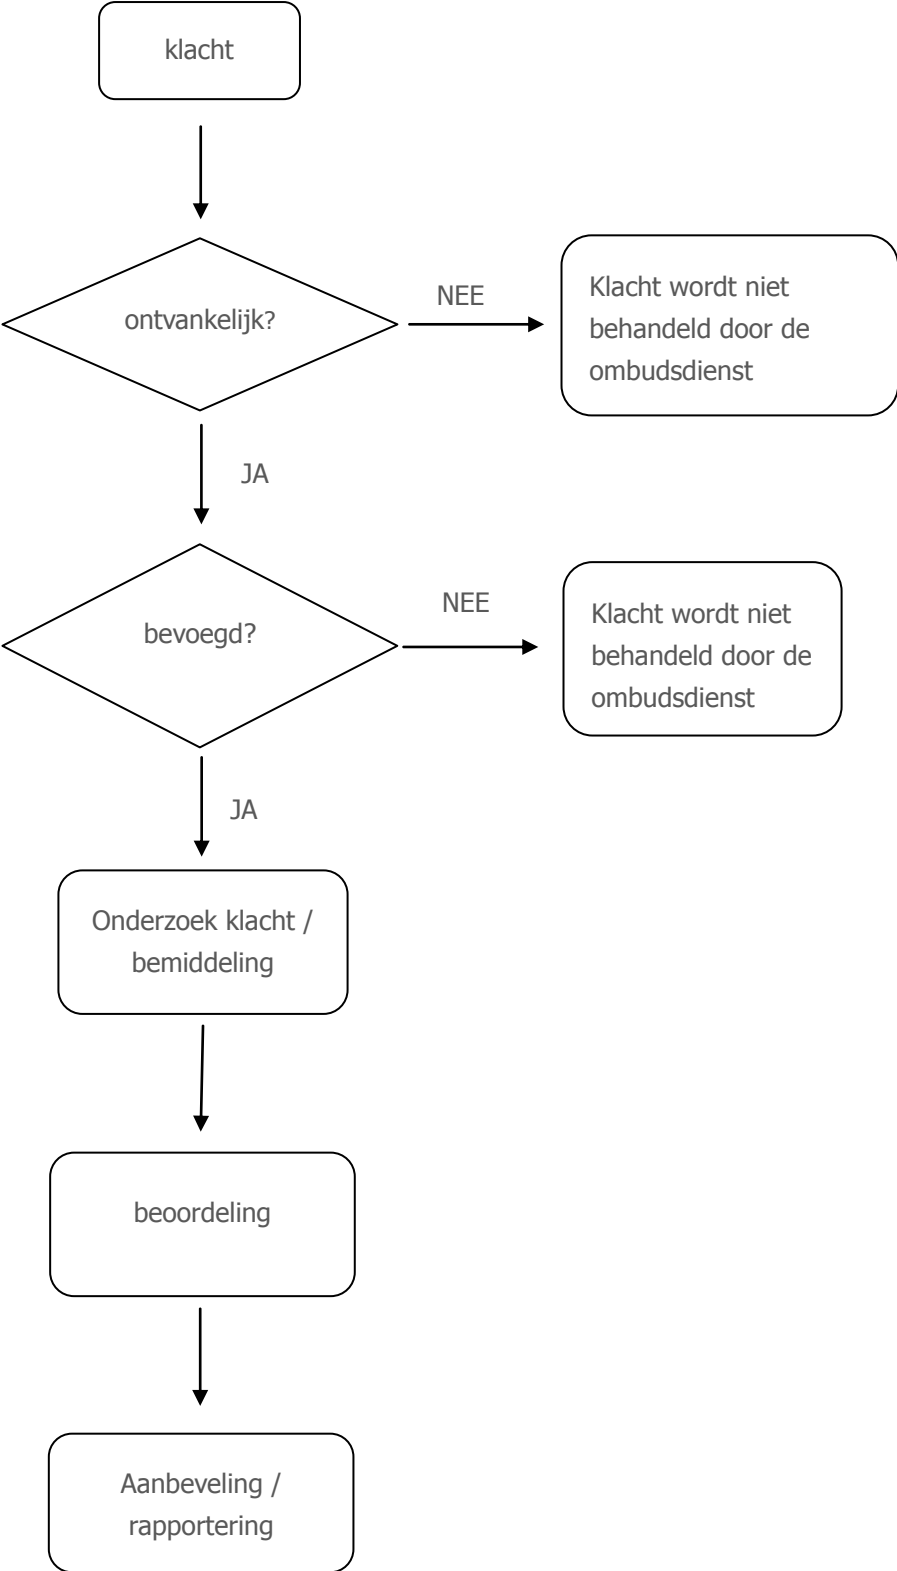 klacht
ontvankelijk?
NEE
Klacht wordt niet
behandeld door de
ombudsdienst
JA
bevoegd?
NEE
Klacht wordt niet
behandeld door de
ombudsdienst
JA
Onderzoek klacht /
bemiddeling
beoordeling
Aanbeveling /
rapportering